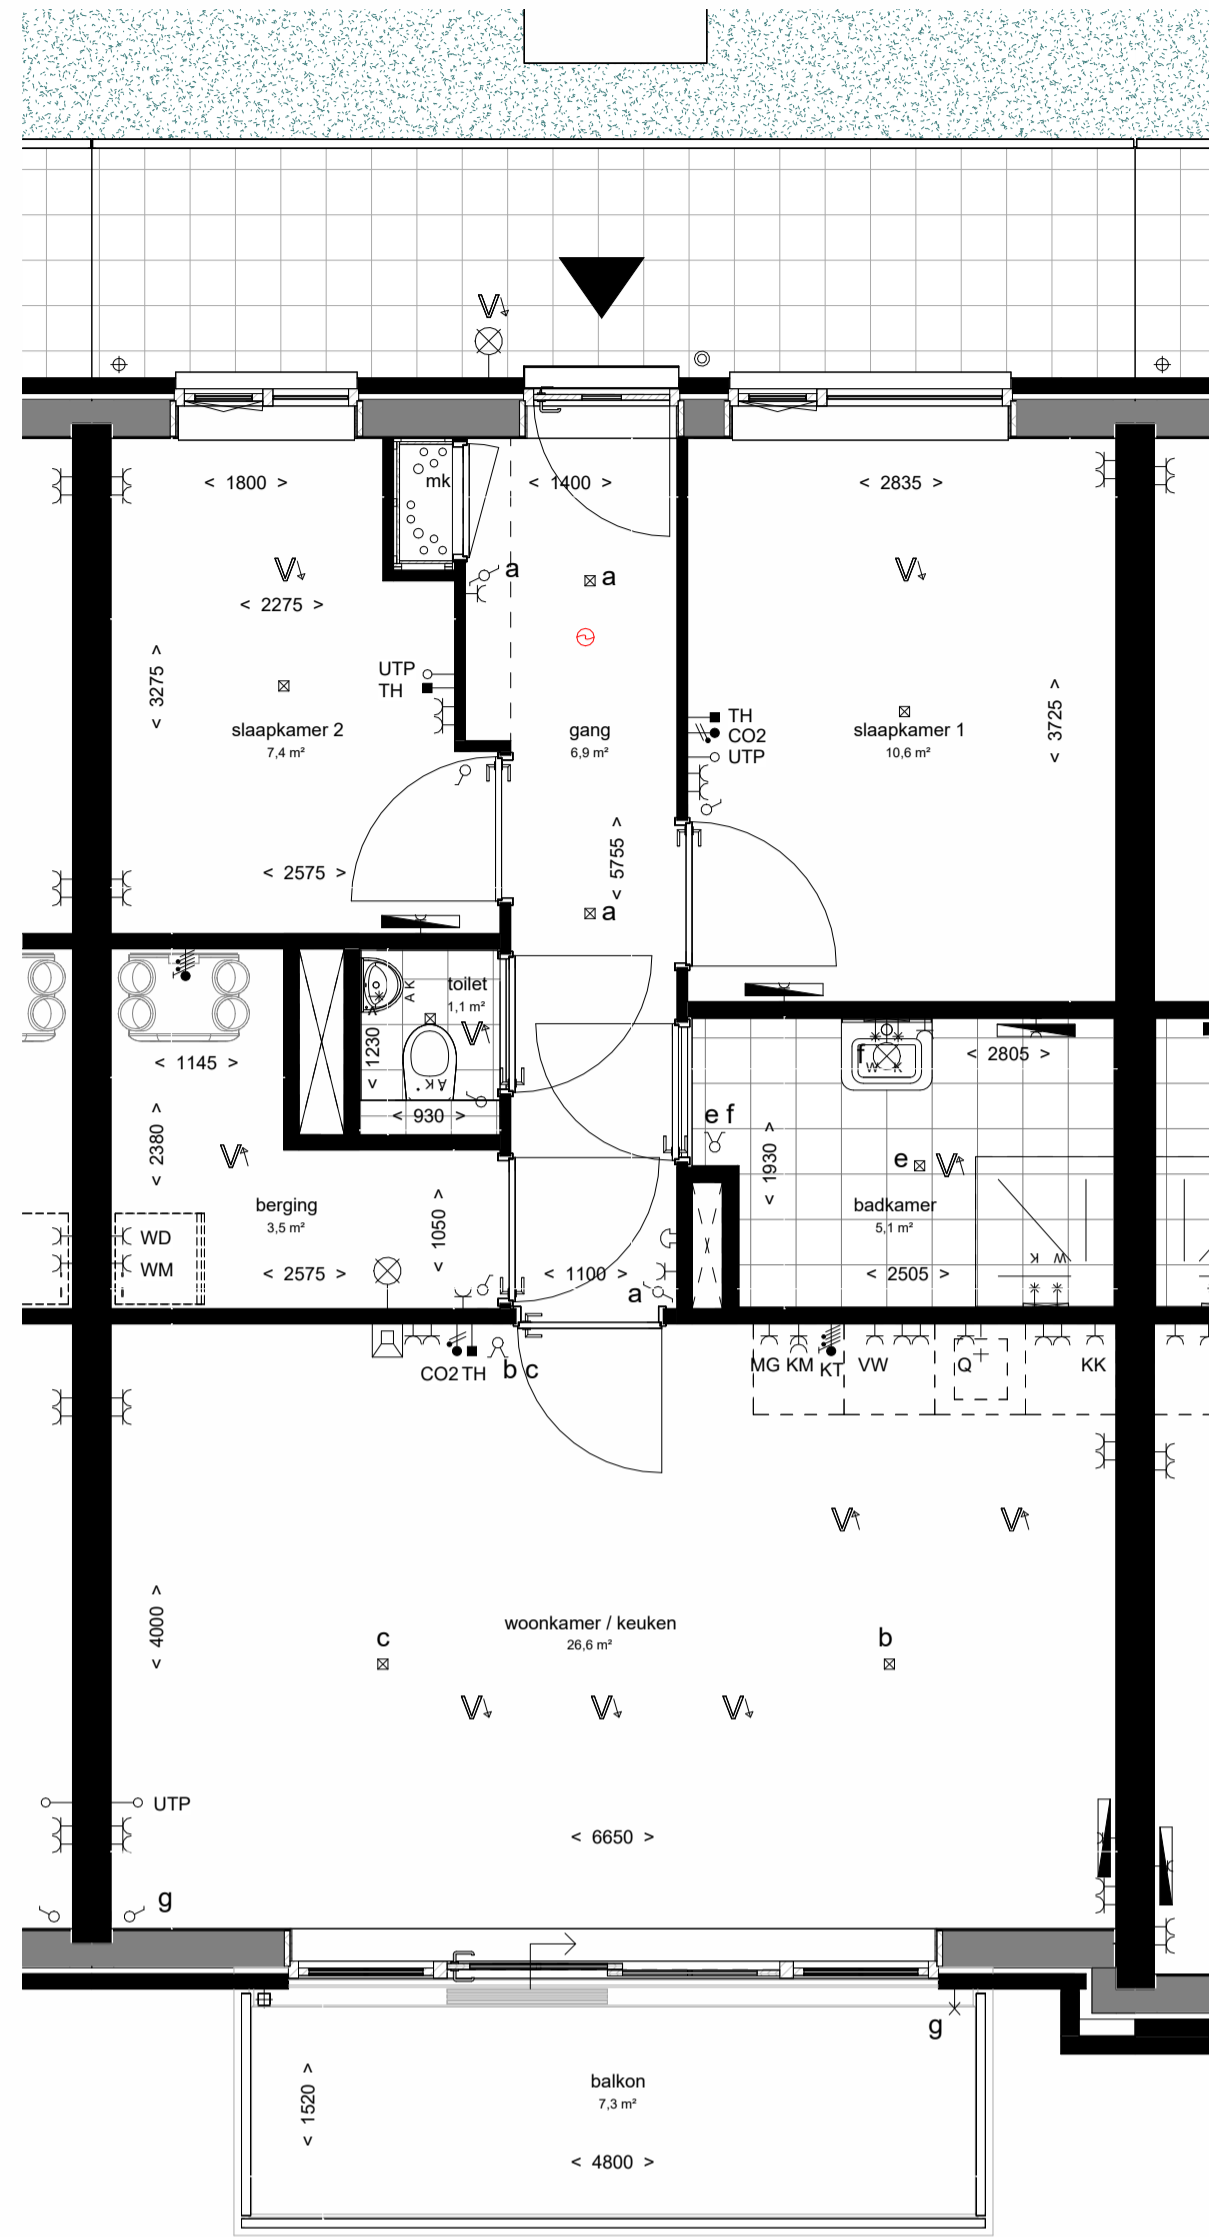 V
< 1800 >
mk
< 1400 >
< 2835 >
V
a
a
V
< 2275 >
< 3275 >
UTP
TH
slaapkamer 2
7,4 m²
gang
6,9 m²
TH
CO2
UTP
slaapkamer 1
10,6 m²
< 3725 >
< 5755 >
< 2575 >
a
toilet
1,1 m²
A K
V
< 1230 >
A K
< 930 >
< 1145 >
< 2380 >
V
berging
3,5 m²
< 1050 >
WD
WM
< 2575 >
< 1100 >
a
f
W K
< 2805 >
e f
< 1930 >
e
V
badkamer
5,1 m²
W K
< 2505 >
CO2 TH
b c
MG KM KT VW Q KK
V
V
< 4000 >
woonkamer / keuken
26,6 m²
c
b
V
V
V
UTP
< 6650 >
g
g
balkon
7,3 m²
< 1520 >
< 4800 >